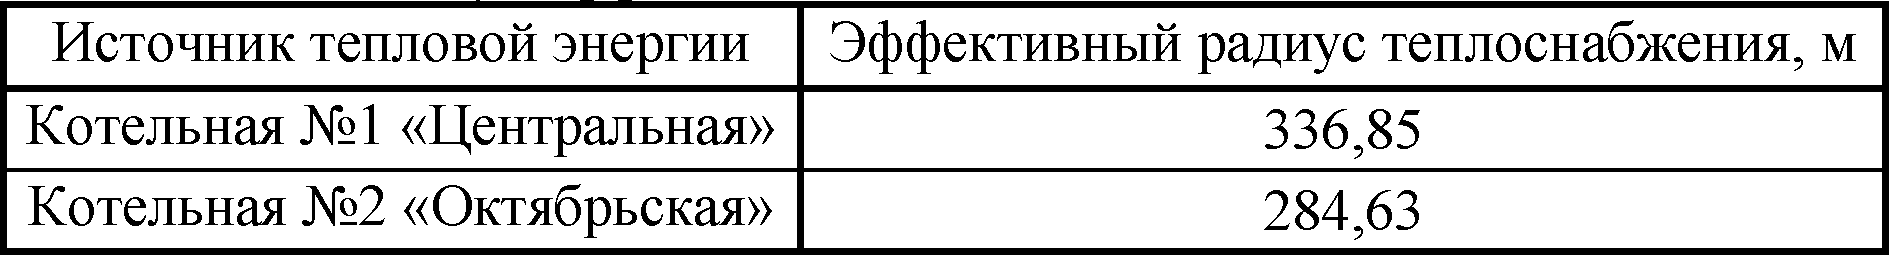 Источник тепловой энергии Эффективный радиус теплоснабжения, м
Котельная №1 «Центральная» 336,85
Котельная №2 «Октябрьская» 284,63